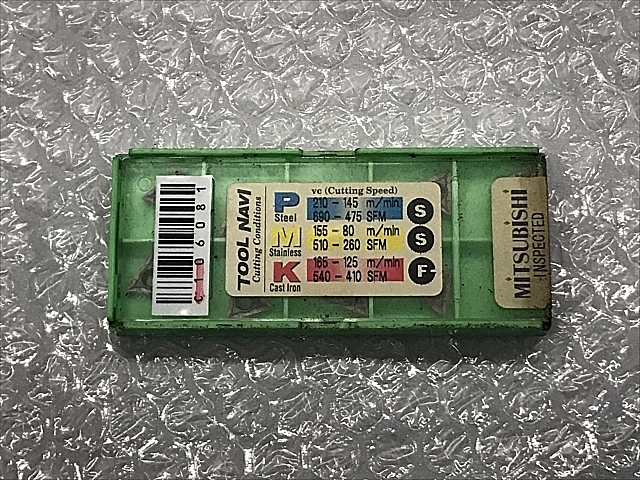 C106081
TOOL NAVI
Cutting Conditions
vc (Cutting Speed)
P 210 - 145 m/min
Steel 690 - 475 SFM
S
M 155 - 80 m/min
Stainless 510 - 260 SFM
S
K 165 - 125 m/min
Cast Iron 540 - 410 SFM
F
MITSUBISHI
INSPECTED